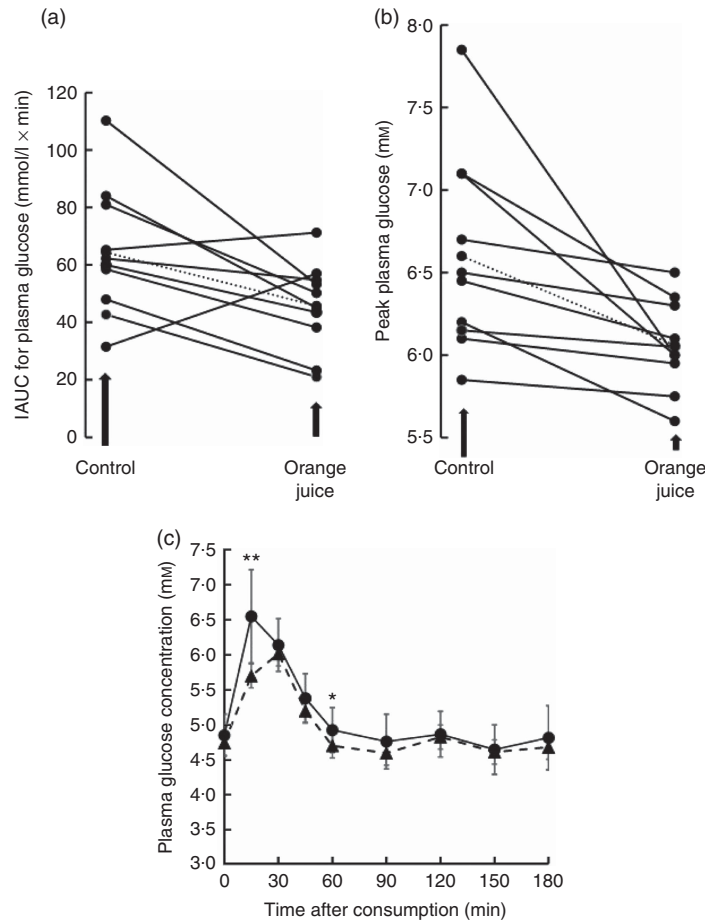 (a)
IAUC for plasma glucose (mmol/l × min)
120
100
80
60
40
20
0
Control
Orange
juice
(b)
Peak plasma glucose (mM)
8·0
7·5
7·0
6·5
6·0
5·5
Control
Orange
juice
(c)
Plasma glucose concentration (mM)
7·5
7·0
6·5
6·0
5·5
5·0
4·5
4·0
3·5
3·0
**
*
0 30 60 90 120 150 180
Time after consumption (min)